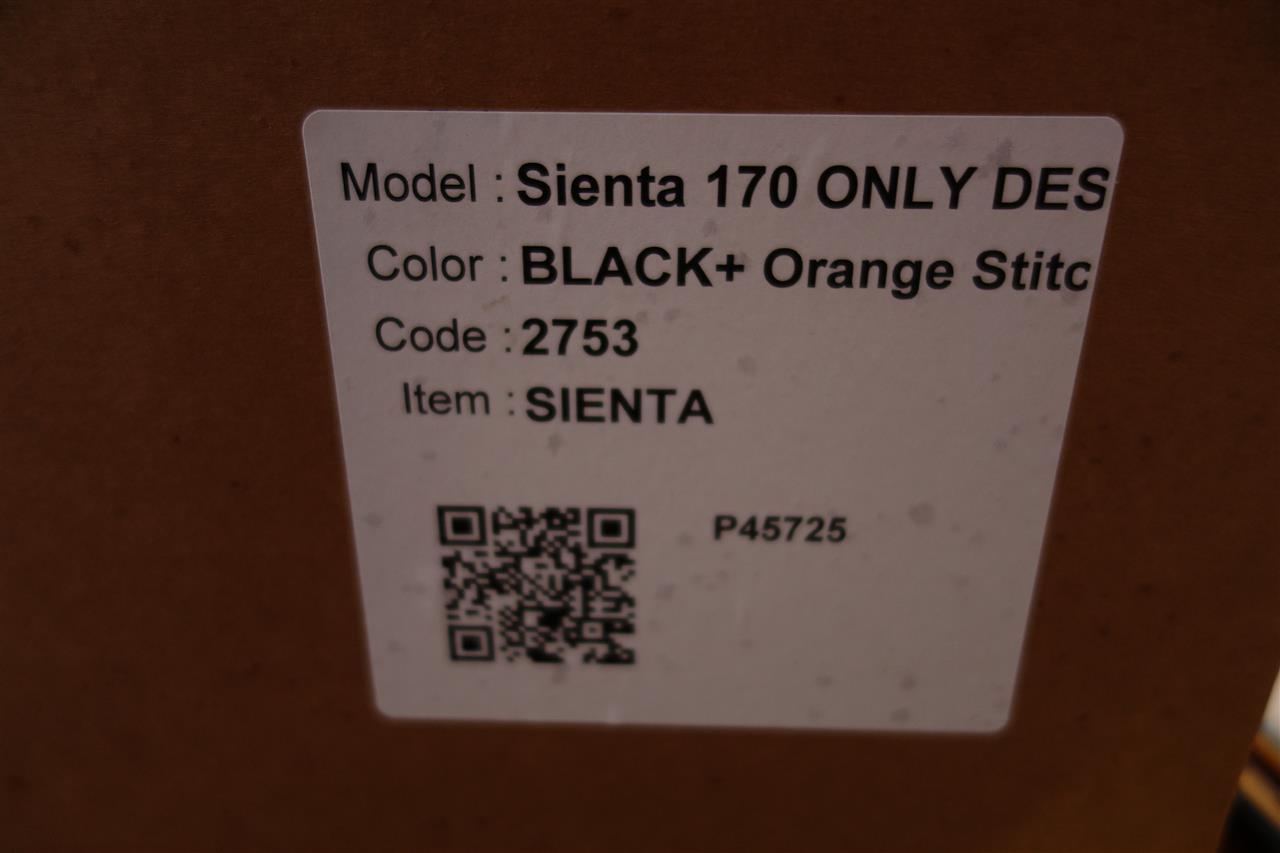 Model : Sienta 170 ONLY DES
Color : BLACK+ Orange Stitc
Code : 2753
Item : SIENTA
P45725